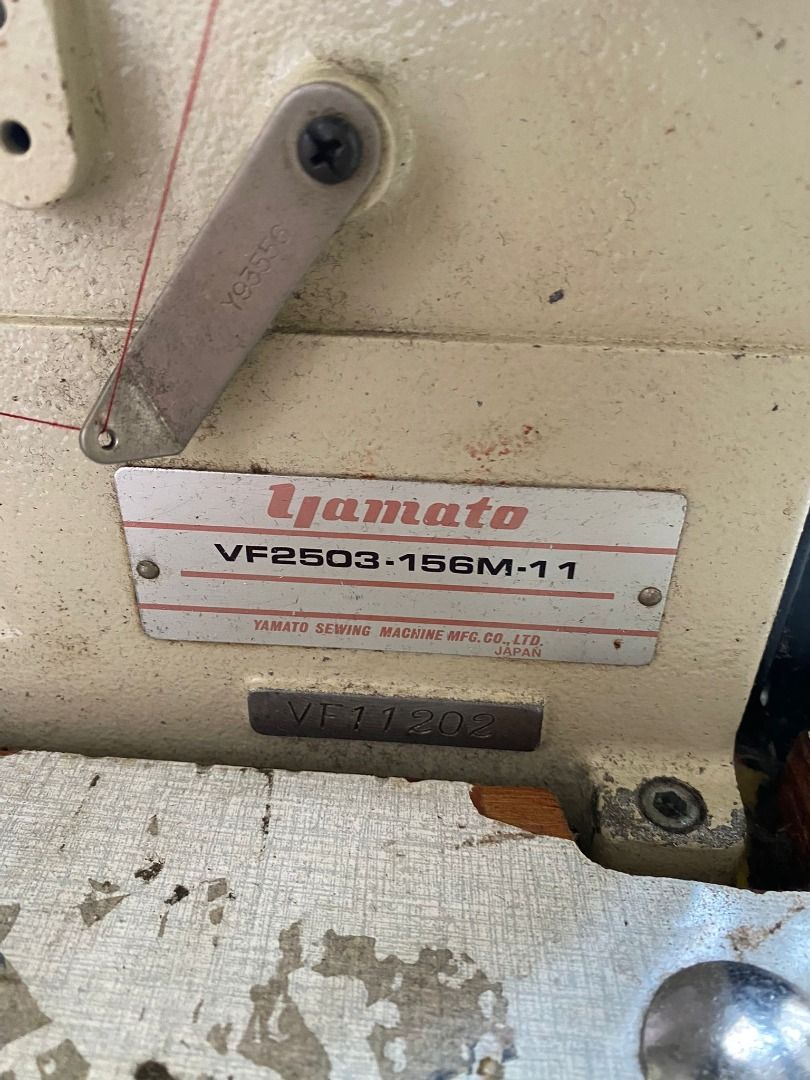 Y93556
yamato
VF2503-156M-11
YAMATO SEWING MACHINE MFG. CO., LTD.
JAPAN
VF11202